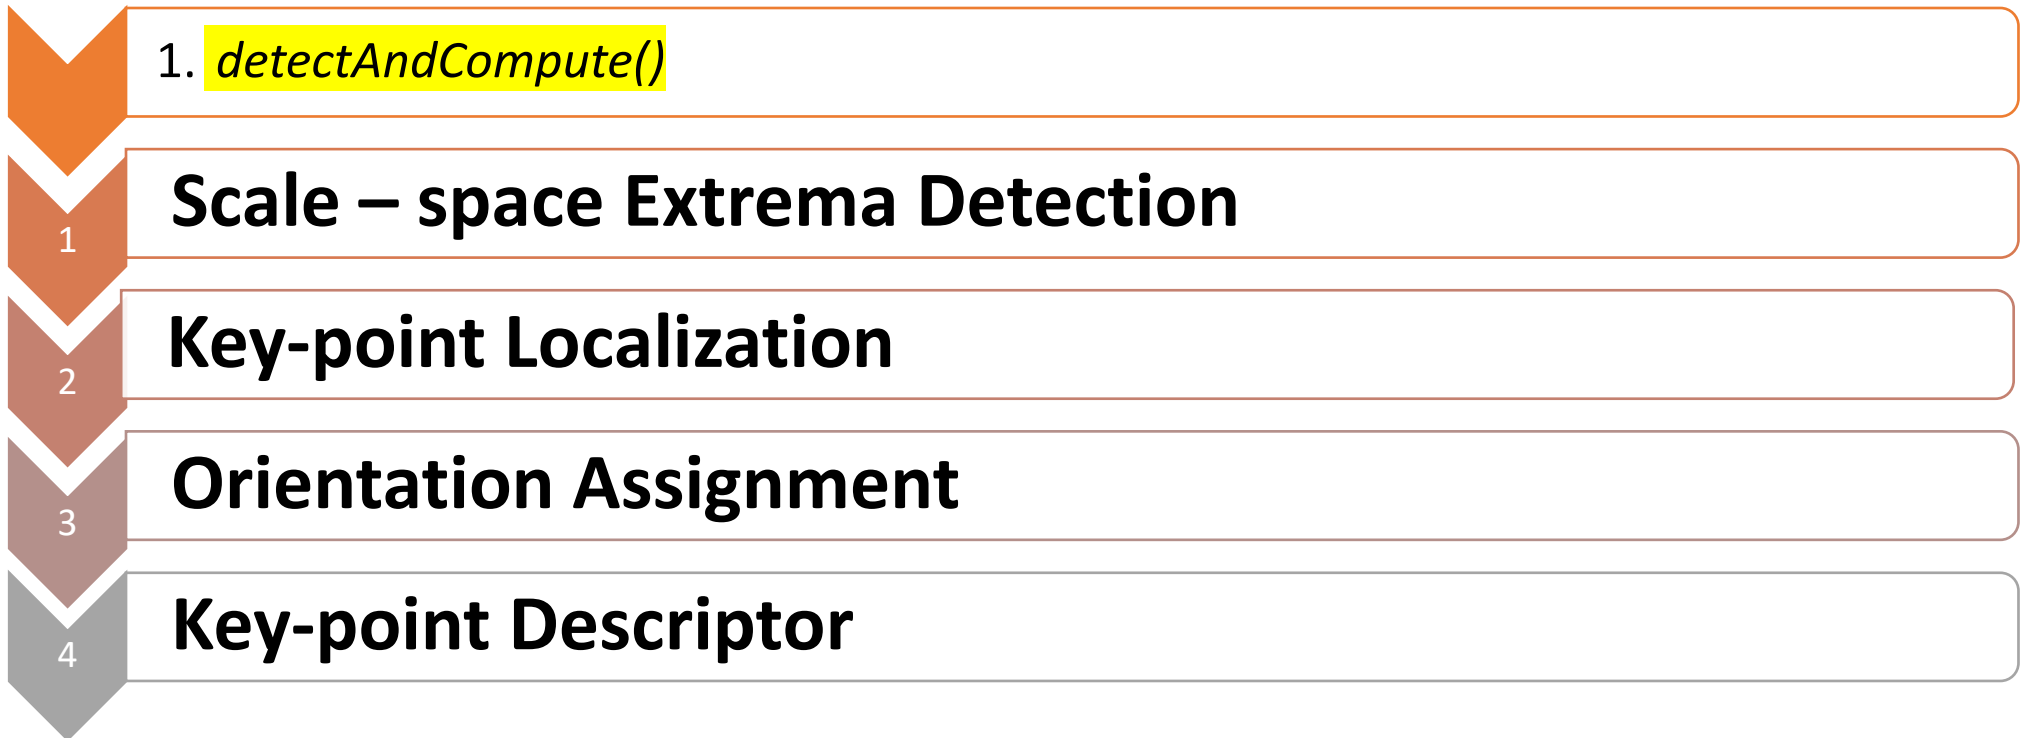 1. detectAndCompute()
Scale – space Extrema Detection
1
Key-point Localization
2
Orientation Assignment
3
Key-point Descriptor
4